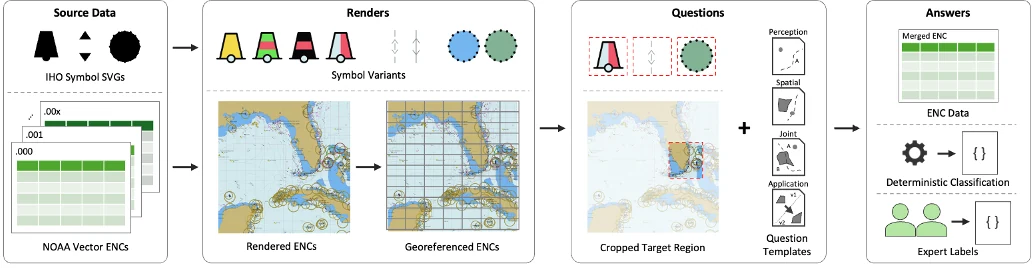 Source Data
IHO Symbol SVGs
.00x
.001
.000
NOAA Vector ENCs
Renders
Symbol Variants
Rendered ENCs
Georeferenced ENCs
Questions
Cropped Target Region
+
Perception
A
Spatial
Joint
A
B
Application
Question
Templates
Answers
Merged ENC
ENC Data
{ }
Deterministic Classification
{ }
Expert Labels